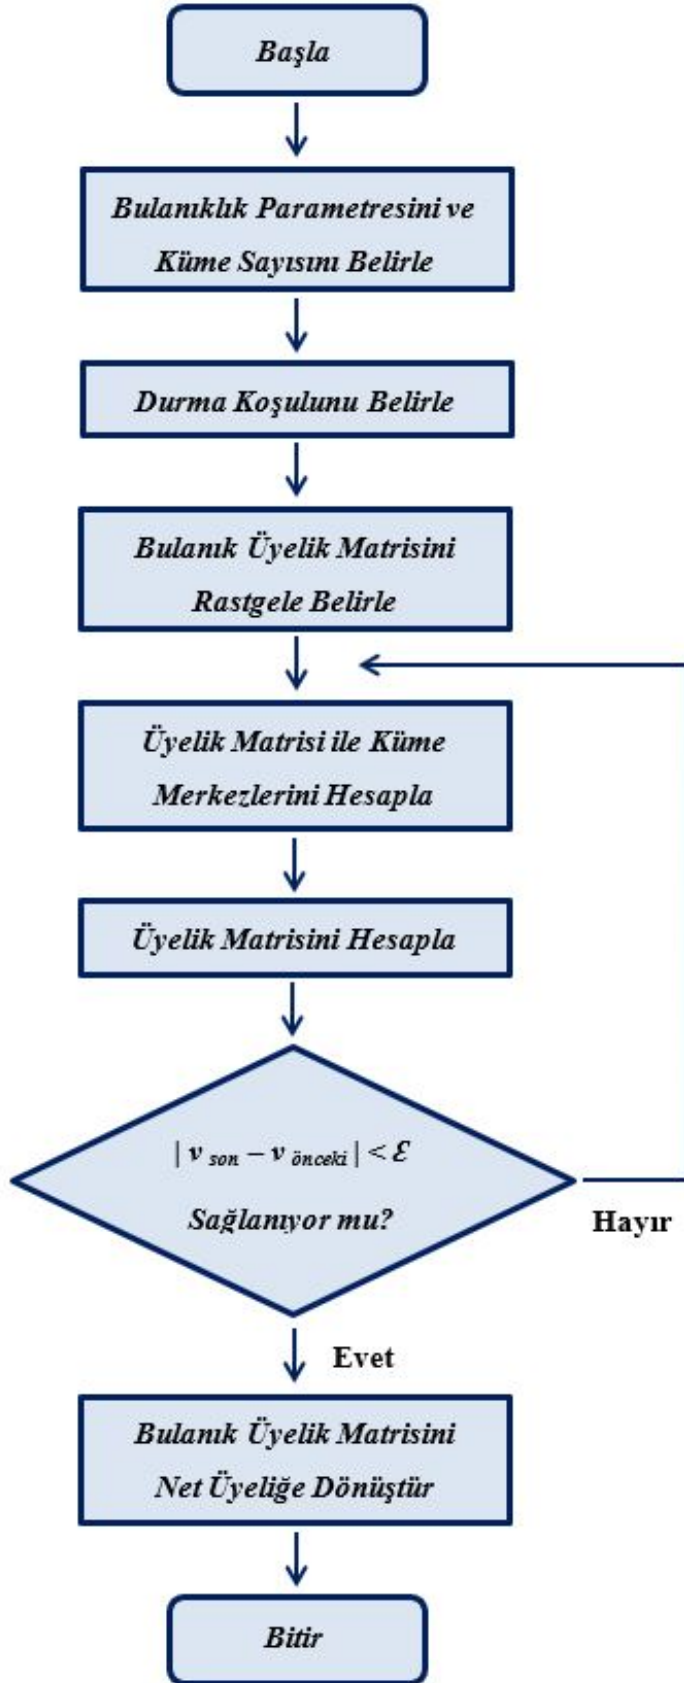 Başla
Bulanıklık Parametresini ve
Küme Sayısını Belirle
Durma Koşulunu Belirle
Bulanık Üyelik Matrisini
Rastgele Belirle
Üyelik Matrisi ile Küme
Merkezlerini Hesapla
Üyelik Matrisini Hesapla
| v son – v önceki | < Ɛ
Sağlanıyor mu?
Hayır
Evet
Bulanık Üyelik Matrisini
Net Üyeliğe Dönüştür
Bitir